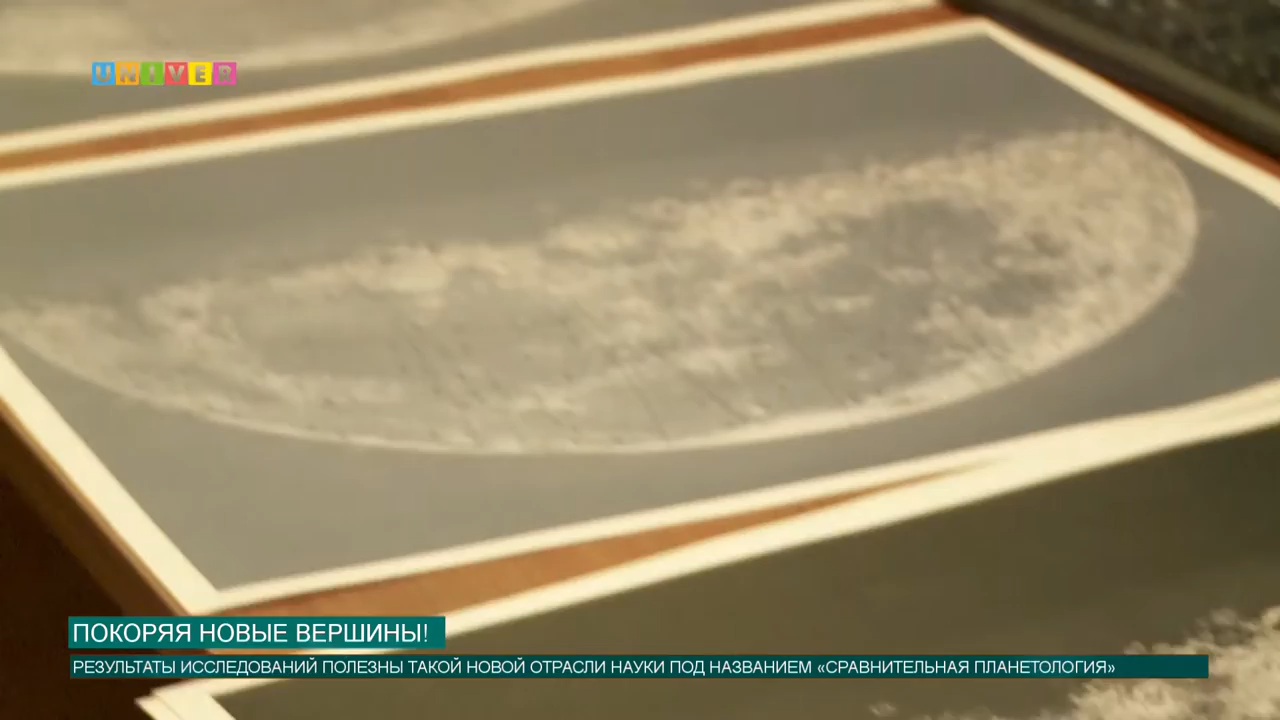 UNIVER
ПОКОРЯЯ НОВЫЕ ВЕРШИНЫ!
РЕЗУЛЬТАТЫ ИССЛЕДОВАНИЙ ПОЛЕЗНЫ ТАКОЙ НОВОЙ ОТРАСЛИ НАУКИ ПОД НАЗВАНИЕМ «СРАВНИТЕЛЬНАЯ ПЛАНЕТОЛОГИЯ»